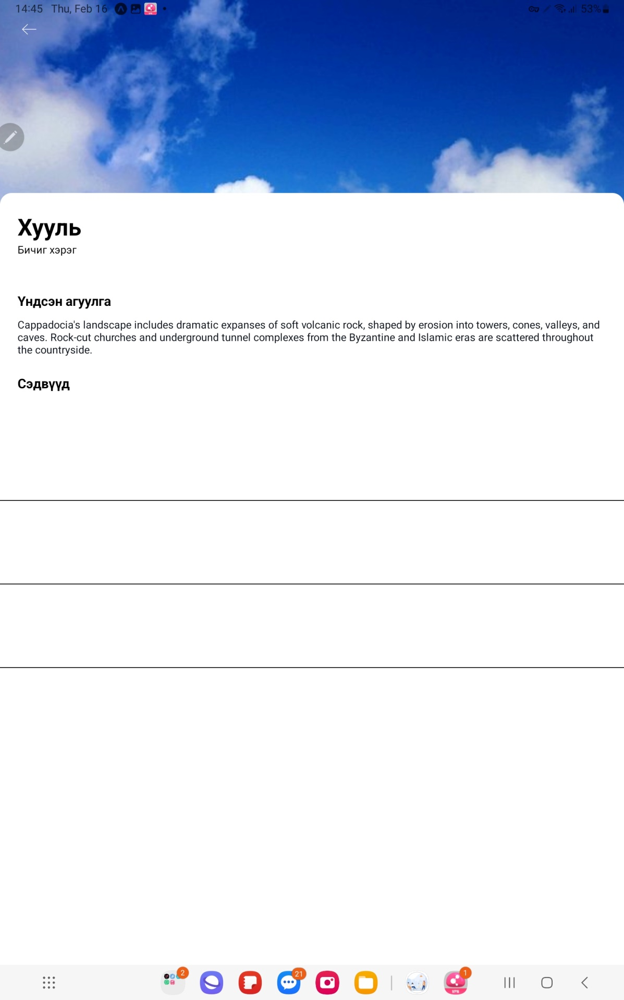 14:45 Thu, Feb 16
53%
Хууль
Бичиг хэрэг
Үндсэн агуулга
Cappadocia's landscape includes dramatic expanses of soft volcanic rock, shaped by erosion into towers, cones, valleys, and
caves. Rock-cut churches and underground tunnel complexes from the Byzantine and Islamic eras are scattered throughout
the countryside.
Сэдвүүд
2
21
1
VPN